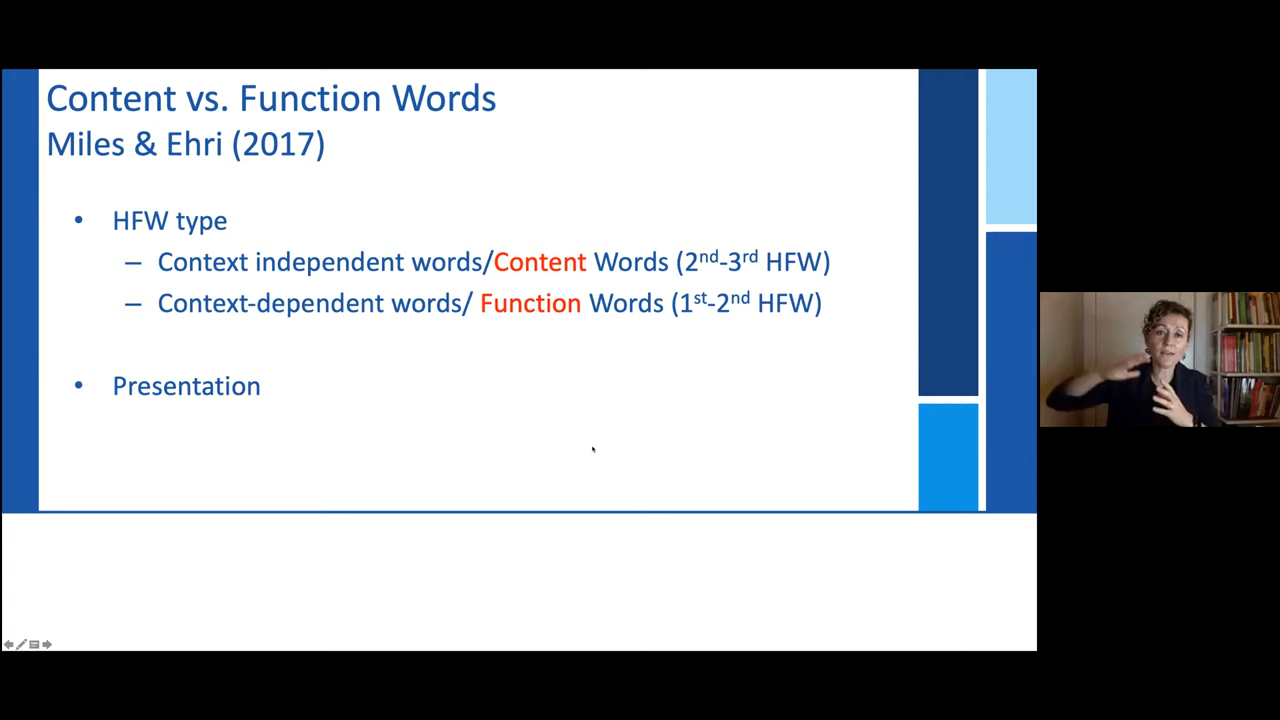 Content vs. Function Words
Miles & Ehri (2017)
• HFW type
– Context independent words/Content Words (2nd-3rd HFW)
– Context-dependent words/ Function Words (1st-2nd HFW)
• Presentation